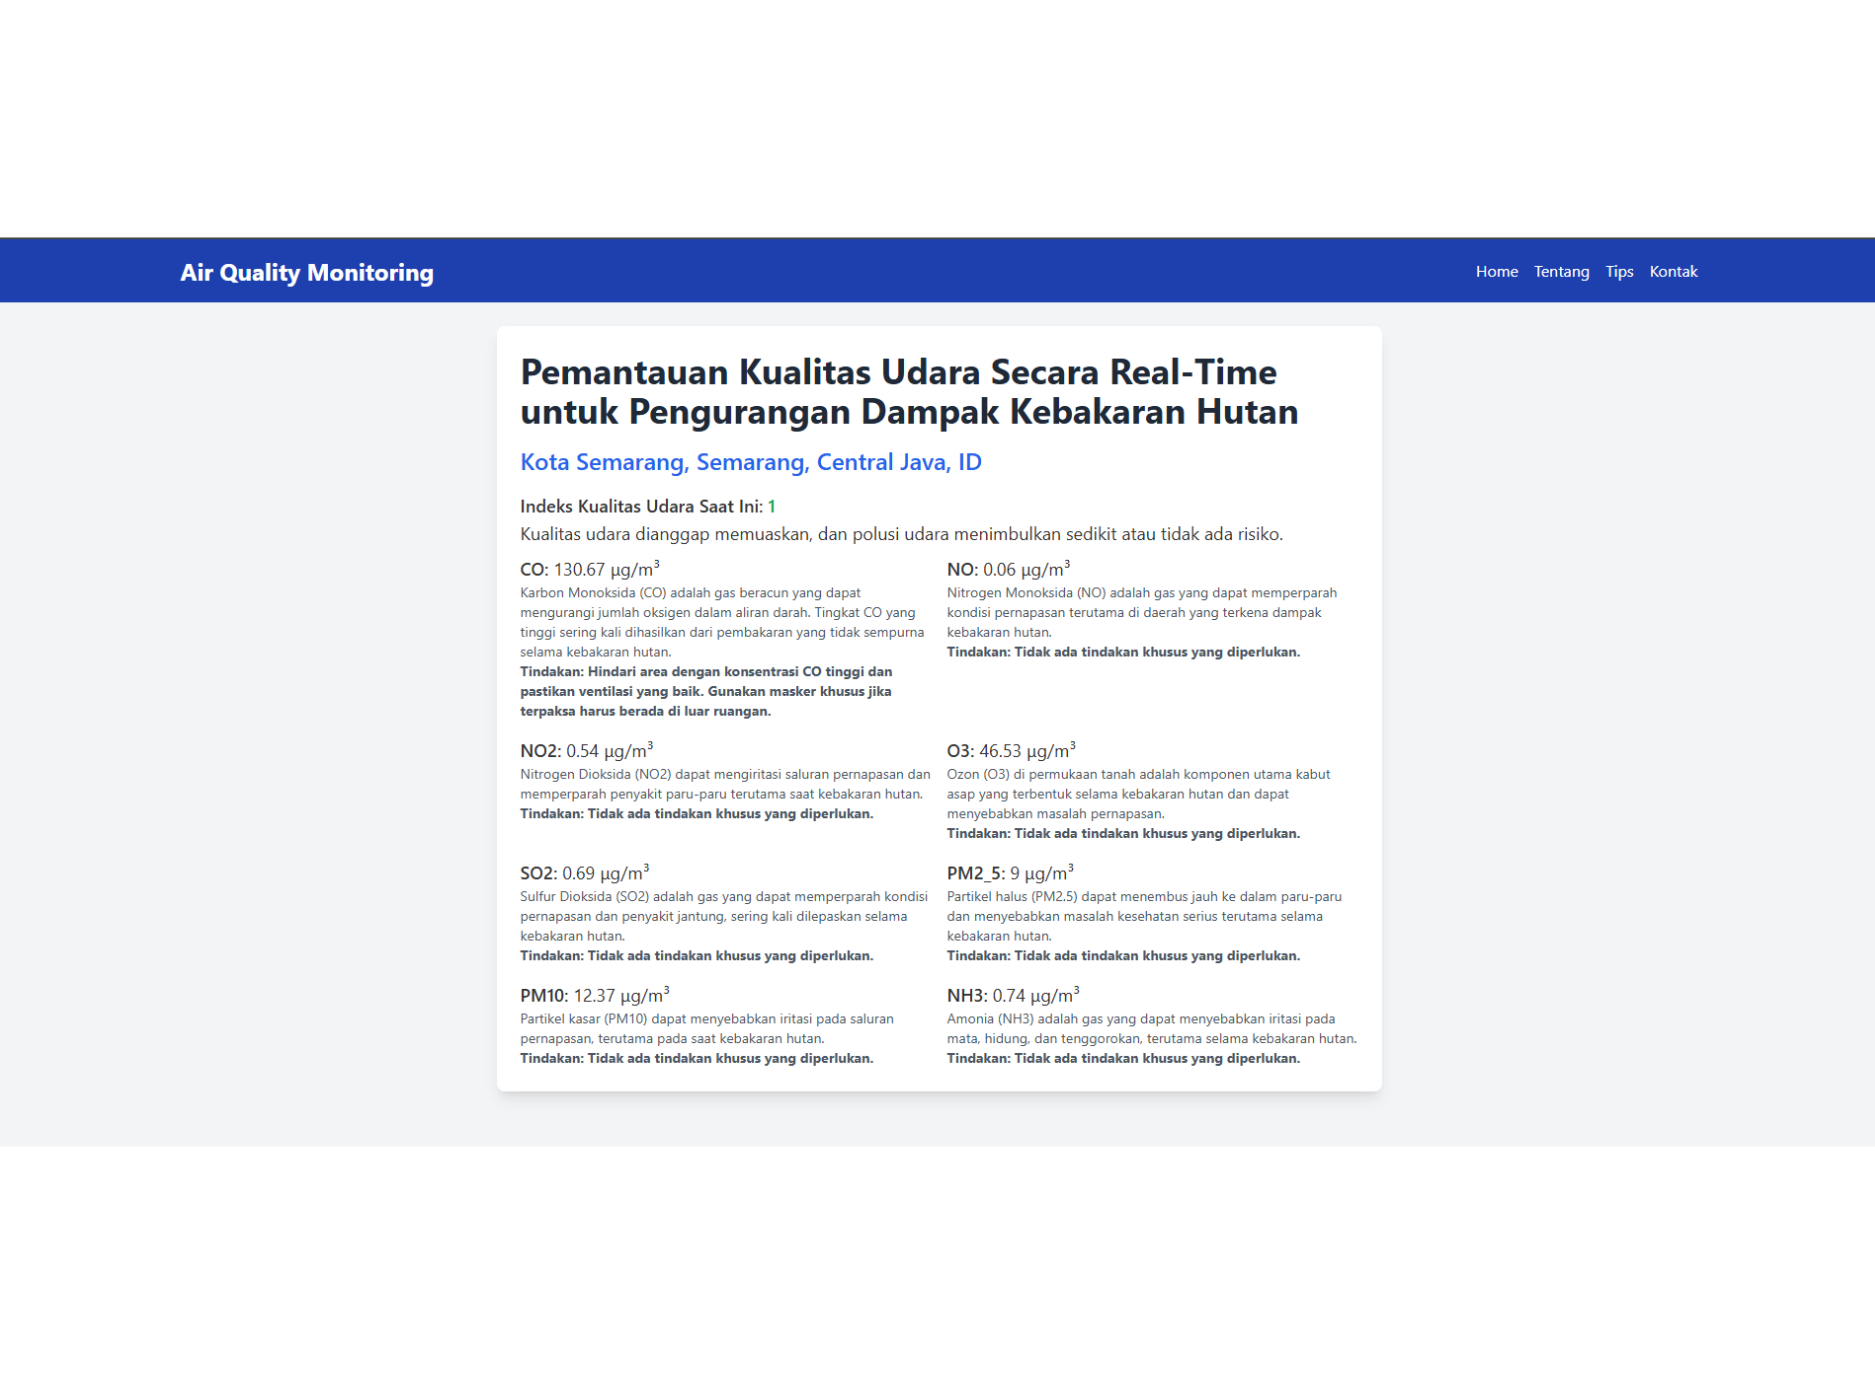 Air Quality Monitoring
Home Tentang Tips Kontak
Pemantauan Kualitas Udara Secara Real-Time
untuk Pengurangan Dampak Kebakaran Hutan
Kota Semarang, Semarang, Central Java, ID
Indeks Kualitas Udara Saat Ini: 1
Kualitas udara dianggap memuaskan, dan polusi udara menimbulkan sedikit atau tidak ada risiko.
CO: 130.67 µg/m³
Karbon Monoksida (CO) adalah gas beracun yang dapat
mengurangi jumlah oksigen dalam aliran darah. Tingkat CO yang
tinggi sering kali dihasilkan dari pembakaran yang tidak sempurna
selama kebakaran hutan.
Tindakan: Hindari area dengan konsentrasi CO tinggi dan
pastikan ventilasi yang baik. Gunakan masker khusus jika
terpaksa harus berada di luar ruangan.
NO: 0.06 µg/m³
Nitrogen Monoksida (NO) adalah gas yang dapat memperparah
kondisi pernapasan terutama di daerah yang terkena dampak
kebakaran hutan.
Tindakan: Tidak ada tindakan khusus yang diperlukan.
NO2: 0.54 µg/m³
Nitrogen Dioksida (NO2) dapat mengiritasi saluran pernapasan dan
memperparah penyakit paru-paru terutama saat kebakaran hutan.
Tindakan: Tidak ada tindakan khusus yang diperlukan.
O3: 46.53 µg/m³
Ozon (O3) di permukaan tanah adalah komponen utama kabut
asap yang terbentuk selama kebakaran hutan dan dapat
menyebabkan masalah pernapasan.
Tindakan: Tidak ada tindakan khusus yang diperlukan.
SO2: 0.69 µg/m³
Sulfur Dioksida (SO2) adalah gas yang dapat memperparah kondisi
pernapasan dan penyakit jantung, sering kali dilepaskan selama
kebakaran hutan.
Tindakan: Tidak ada tindakan khusus yang diperlukan.
PM2_5: 9 µg/m³
Partikel halus (PM2.5) dapat menembus jauh ke dalam paru-paru
dan menyebabkan masalah kesehatan serius terutama selama
kebakaran hutan.
Tindakan: Tidak ada tindakan khusus yang diperlukan.
PM10: 12.37 µg/m³
Partikel kasar (PM10) dapat menyebabkan iritasi pada saluran
pernapasan, terutama pada saat kebakaran hutan.
Tindakan: Tidak ada tindakan khusus yang diperlukan.
NH3: 0.74 µg/m³
Amonia (NH3) adalah gas yang dapat menyebabkan iritasi pada
mata, hidung, dan tenggorokan, terutama selama kebakaran hutan.
Tindakan: Tidak ada tindakan khusus yang diperlukan.